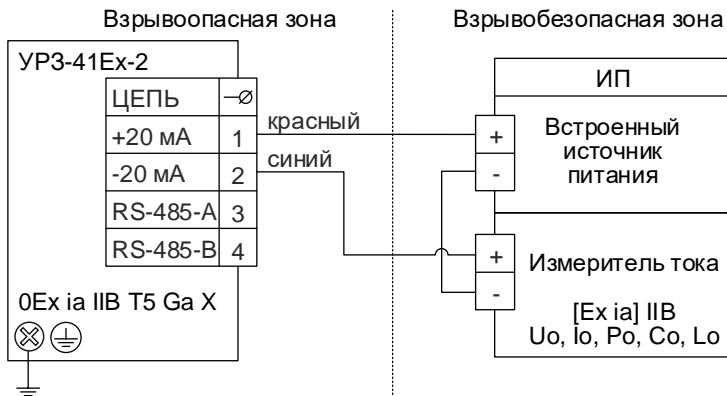 Взрывоопасная зона
Взрывобезопасная зона
УРЗ-41Ex-2
ЦЕПЬ
+20 мА 1
-20 мА 2
RS-485-А 3
RS-485-В 4
0Ex ia IIB T5 Ga X
красный
синий
ИП
+
-
Встроенный
источник
питания
+
-
Измеритель тока
[Ex ia] IIB
Uo, Io, Po, Co, Lo